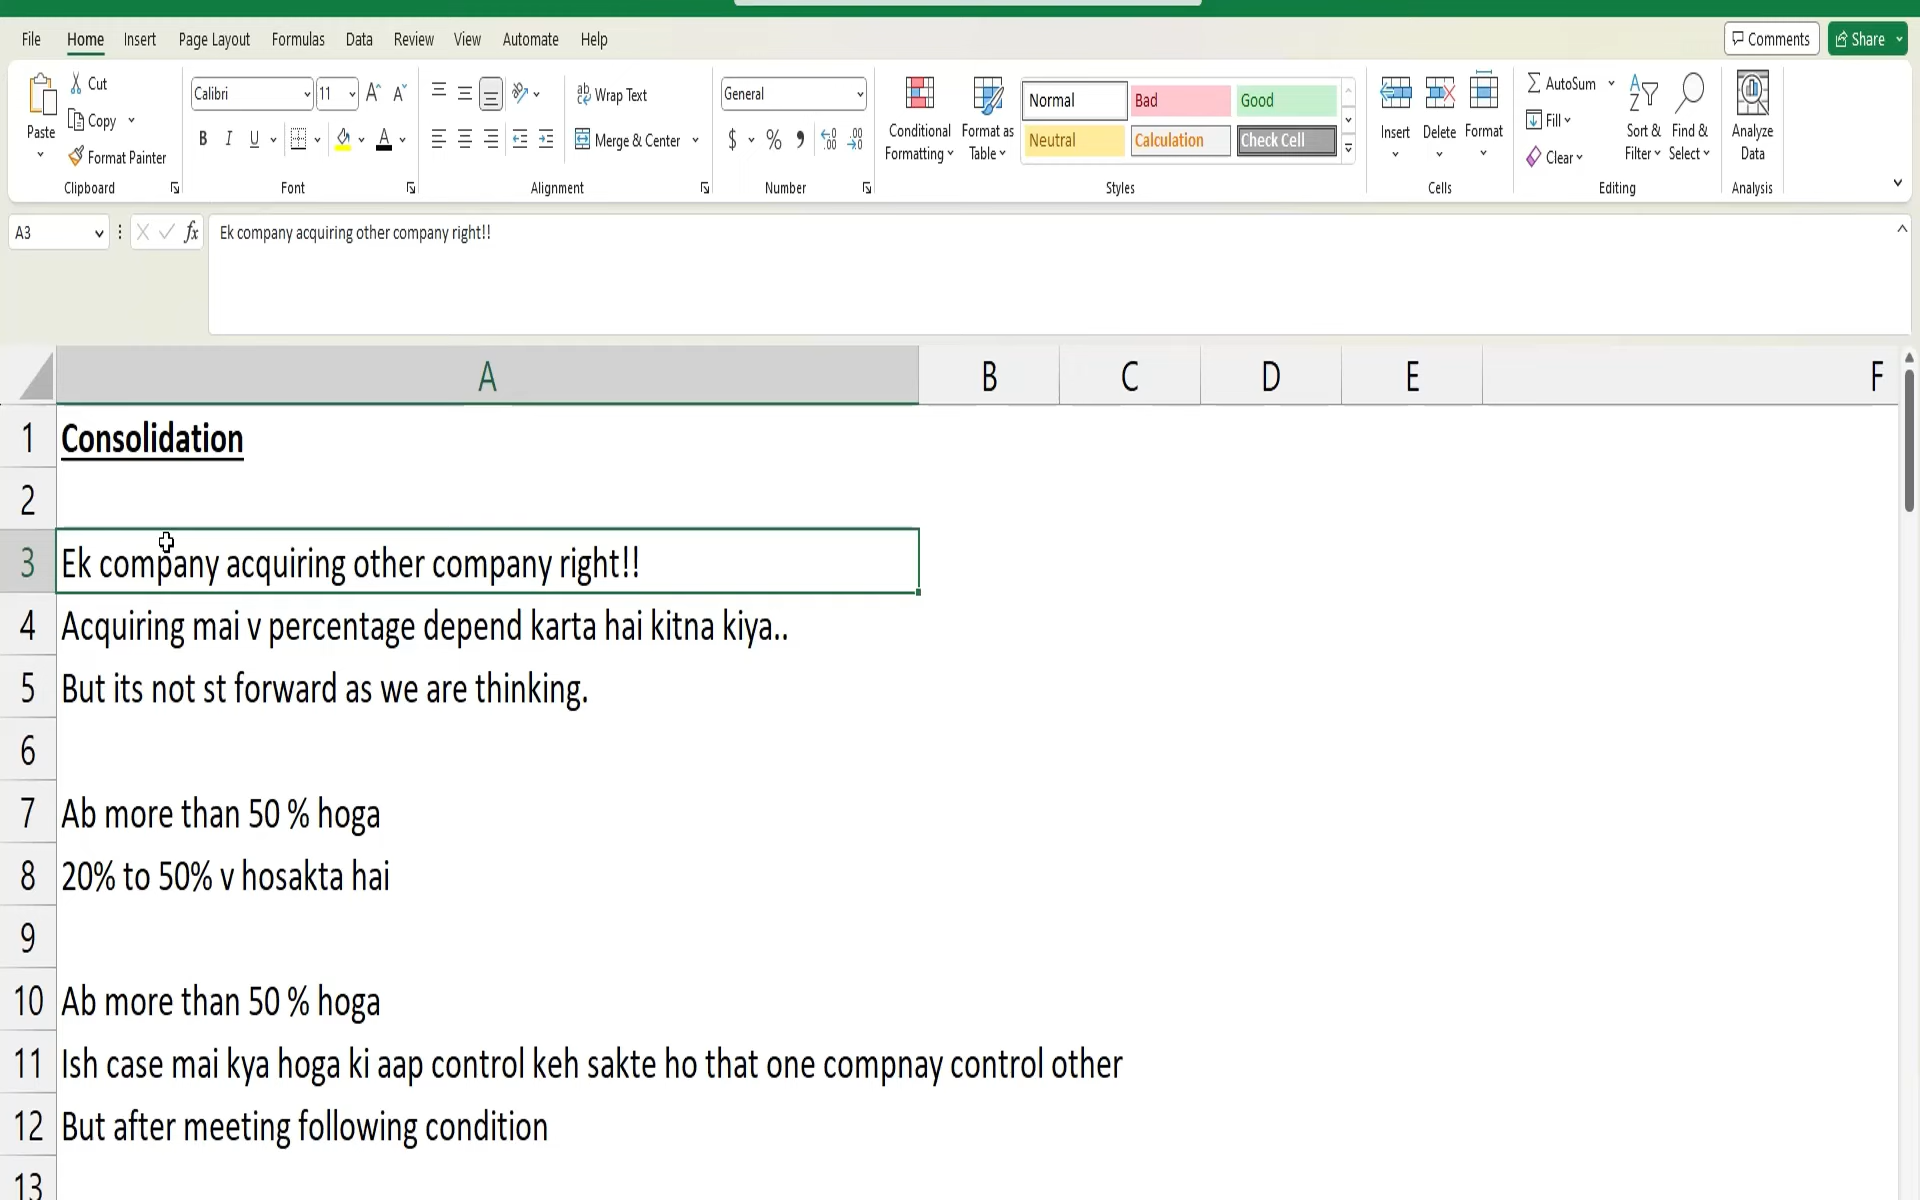 File Home Insert Page Layout Formulas Data Review View Automate Help Comments Share
Cut
Copy
Paste
Format Painter
Clipboard
Calibri 11
B I U
Font
Wrap Text
Merge & Center
Alignment
General
$ %
Number
Conditional Formatting
Format as Table
Normal Bad Good
Neutral Calculation Check Cell
Styles
Insert Delete Format
Cells
AutoSum
Fill
Clear
Sort & Filter
Find & Select
Editing
Analyze Data
Analysis
A3 fx Ek company acquiring other company right!!
A B C D E F
1 Consolidation
2
3 Ek company acquiring other company right!!
4 Acquiring mai v percentage depend karta hai kitna kiya..
5 But its not st forward as we are thinking.
6
7 Ab more than 50 % hoga
8 20% to 50% v hosakta hai
9
10 Ab more than 50 % hoga
11 Ish case mai kya hoga ki aap control keh sakte ho that one compnay control other
12 But after meeting following condition
13